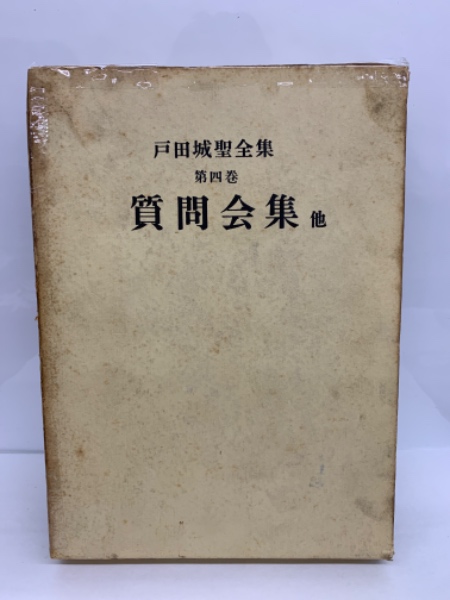 戸田城聖全集
第四巻
質問会集 他